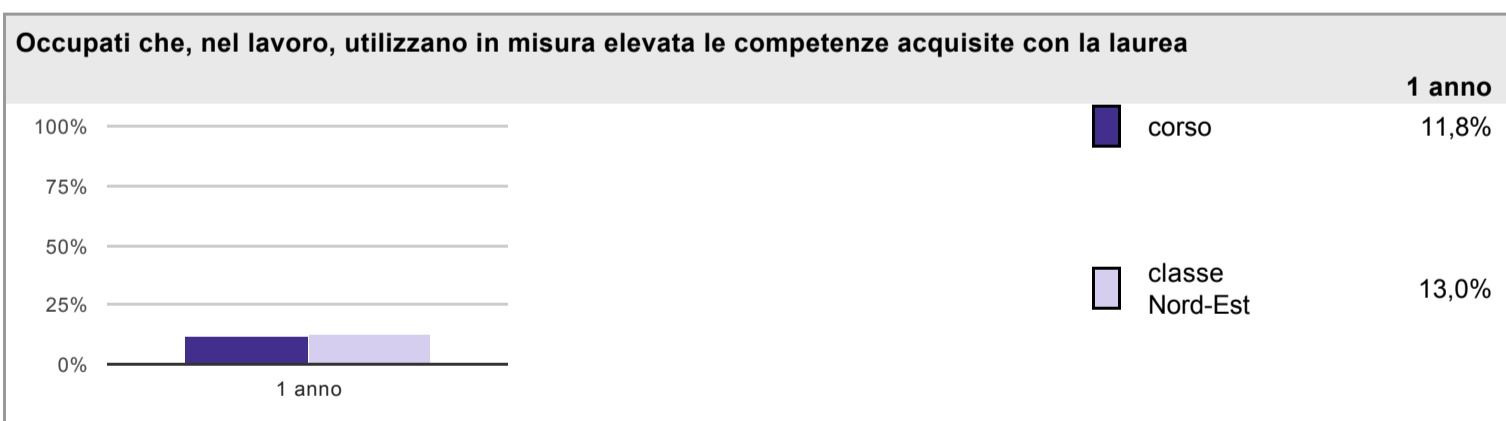 Occupati che, nel lavoro, utilizzano in misura elevata le competenze acquisite con la laurea
1 anno
100%
75%
50%
25%
0%
1 anno
corso 11,8%
classe
Nord-Est 13,0%